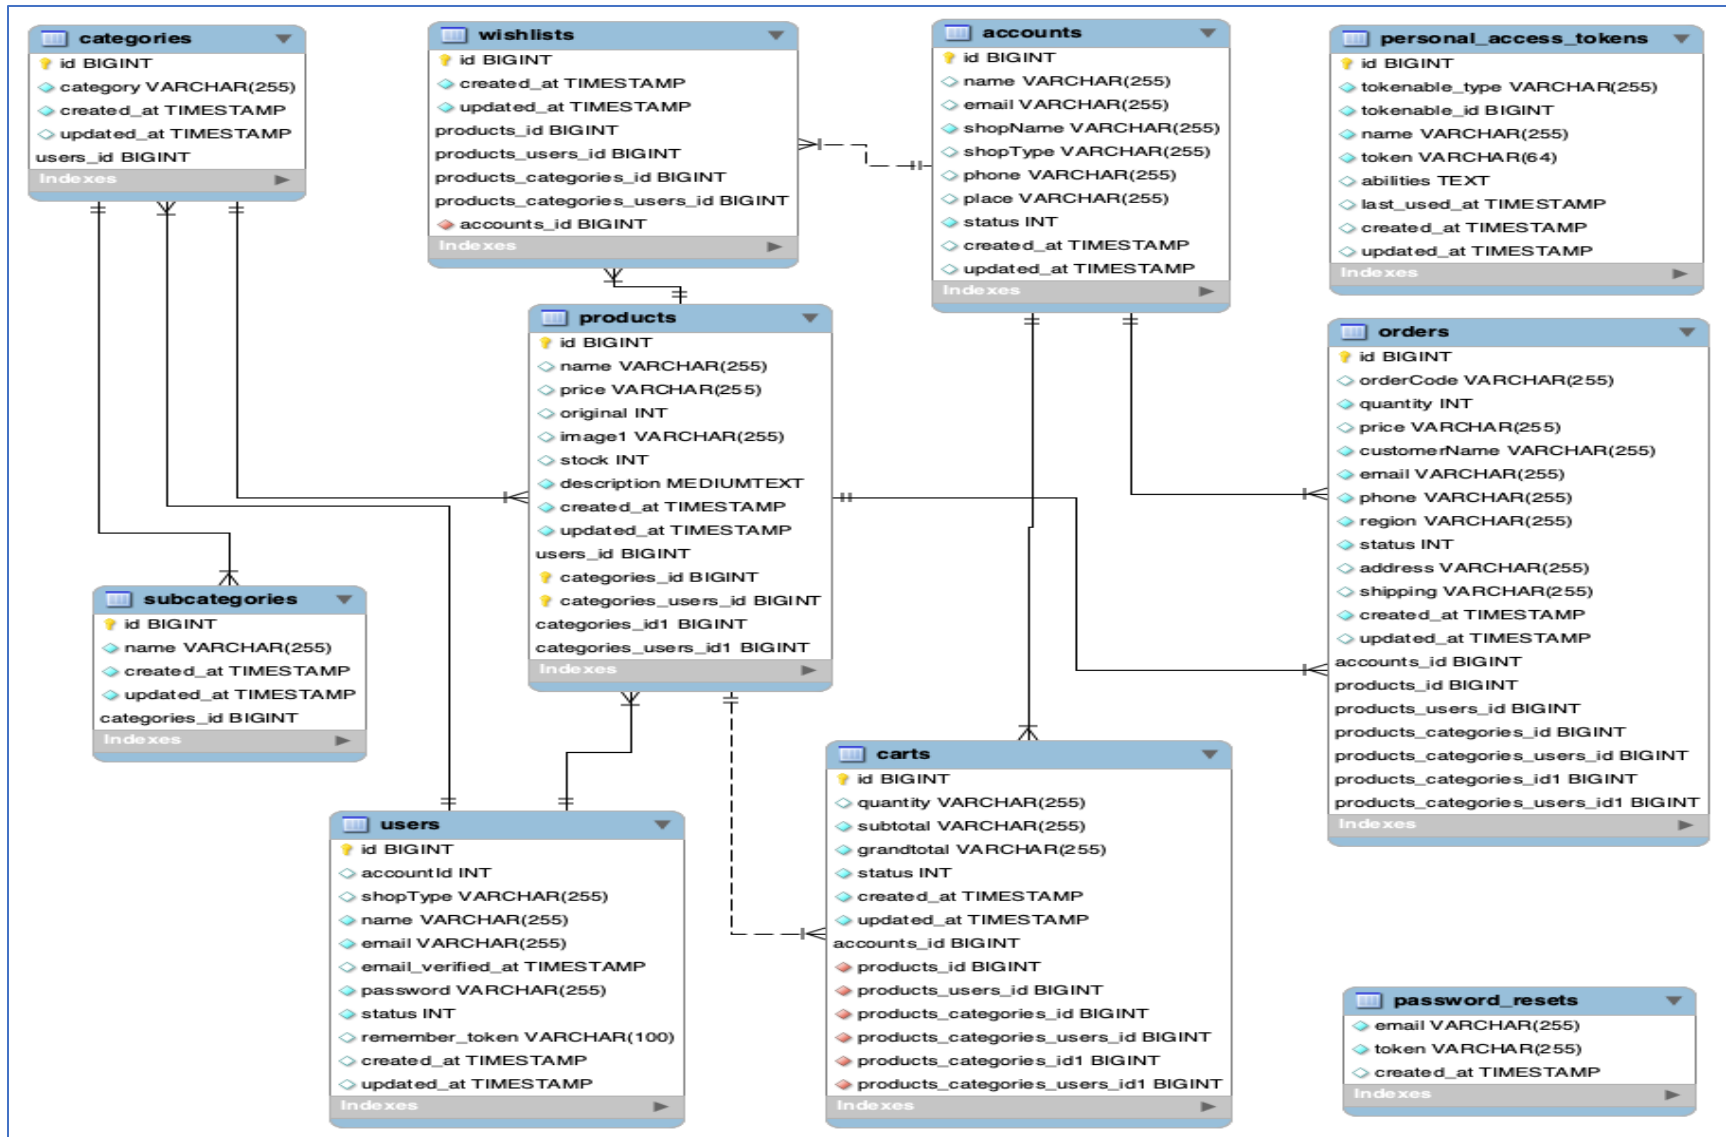 categories
id BIGINT
category VARCHAR(255)
created_at TIMESTAMP
updated_at TIMESTAMP
users_id BIGINT
Indexes
wishlists
id BIGINT
created_at TIMESTAMP
updated_at TIMESTAMP
products_id BIGINT
products_users_id BIGINT
products_categories_id BIGINT
products_categories_users_id BIGINT
accounts_id BIGINT
Indexes
accounts
id BIGINT
name VARCHAR(255)
email VARCHAR(255)
shopName VARCHAR(255)
shopType VARCHAR(255)
phone VARCHAR(255)
place VARCHAR(255)
status INT
created_at TIMESTAMP
updated_at TIMESTAMP
Indexes
personal_access_tokens
id BIGINT
tokenable_type VARCHAR(255)
tokenable_id BIGINT
name VARCHAR(255)
token VARCHAR(64)
abilities TEXT
last_used_at TIMESTAMP
created_at TIMESTAMP
updated_at TIMESTAMP
Indexes
products
id BIGINT
name VARCHAR(255)
price VARCHAR(255)
original INT
image1 VARCHAR(255)
stock INT
description MEDIUMTEXT
created_at TIMESTAMP
updated_at TIMESTAMP
users_id BIGINT
categories_id BIGINT
categories_users_id BIGINT
categories_id1 BIGINT
categories_users_id1 BIGINT
Indexes
orders
id BIGINT
orderCode VARCHAR(255)
quantity INT
price VARCHAR(255)
customerName VARCHAR(255)
email VARCHAR(255)
phone VARCHAR(255)
region VARCHAR(255)
status INT
address VARCHAR(255)
shipping VARCHAR(255)
created_at TIMESTAMP
updated_at TIMESTAMP
accounts_id BIGINT
products_id BIGINT
products_users_id BIGINT
products_categories_id BIGINT
products_categories_users_id BIGINT
products_categories_id1 BIGINT
products_categories_users_id1 BIGINT
Indexes
subcategories
id BIGINT
name VARCHAR(255)
created_at TIMESTAMP
updated_at TIMESTAMP
categories_id BIGINT
Indexes
users
id BIGINT
accountId INT
shopType VARCHAR(255)
name VARCHAR(255)
email VARCHAR(255)
email_verified_at TIMESTAMP
password VARCHAR(255)
status INT
remember_token VARCHAR(100)
created_at TIMESTAMP
updated_at TIMESTAMP
Indexes
carts
id BIGINT
quantity VARCHAR(255)
subtotal VARCHAR(255)
grandtotal VARCHAR(255)
status INT
created_at TIMESTAMP
updated_at TIMESTAMP
accounts_id BIGINT
products_id BIGINT
products_users_id BIGINT
products_categories_id BIGINT
products_categories_users_id BIGINT
products_categories_id1 BIGINT
products_categories_users_id1 BIGINT
Indexes
password_resets
email VARCHAR(255)
token VARCHAR(255)
created_at TIMESTAMP
Indexes